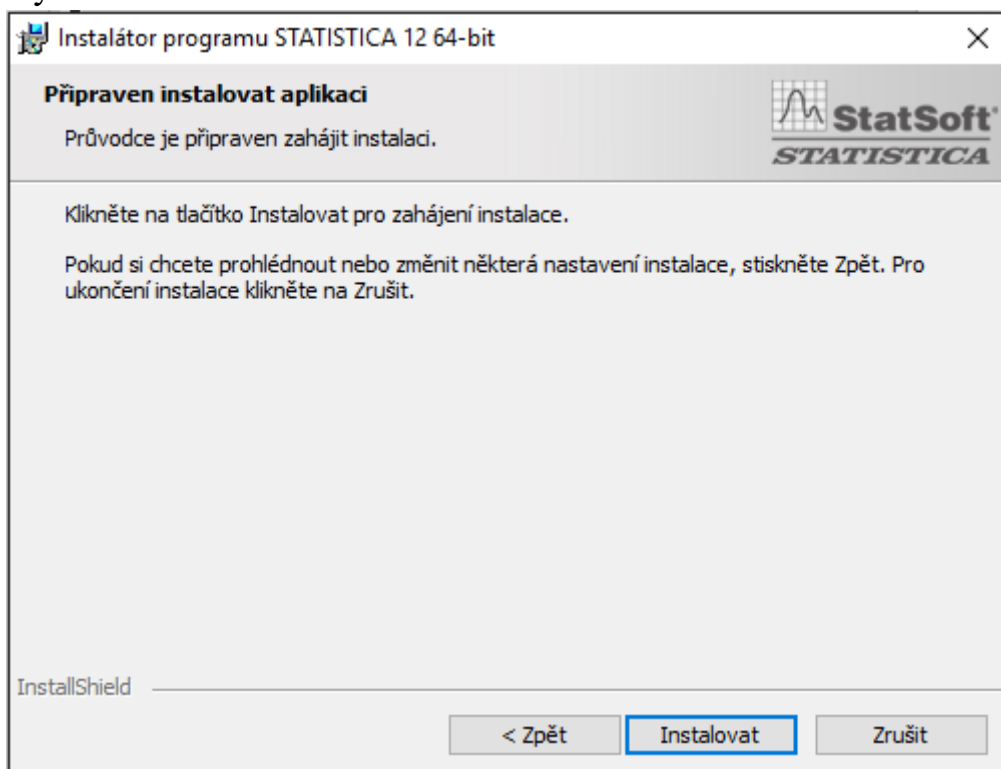 Instalátor programu STATISTICA 12 64-bit
Připraven instalovat aplikaci
Průvodce je připraven zahájit instalaci.
StatSoft
STATISTICA
Klikněte na tlačítko Instalovat pro zahájení instalace.
Pokud si chcete prohlédnout nebo změnit některá nastavení instalace, stiskněte Zpět. Pro
ukončení instalace klikněte na Zrušit.
InstallShield
< Zpět
Instalovat
Zrušit